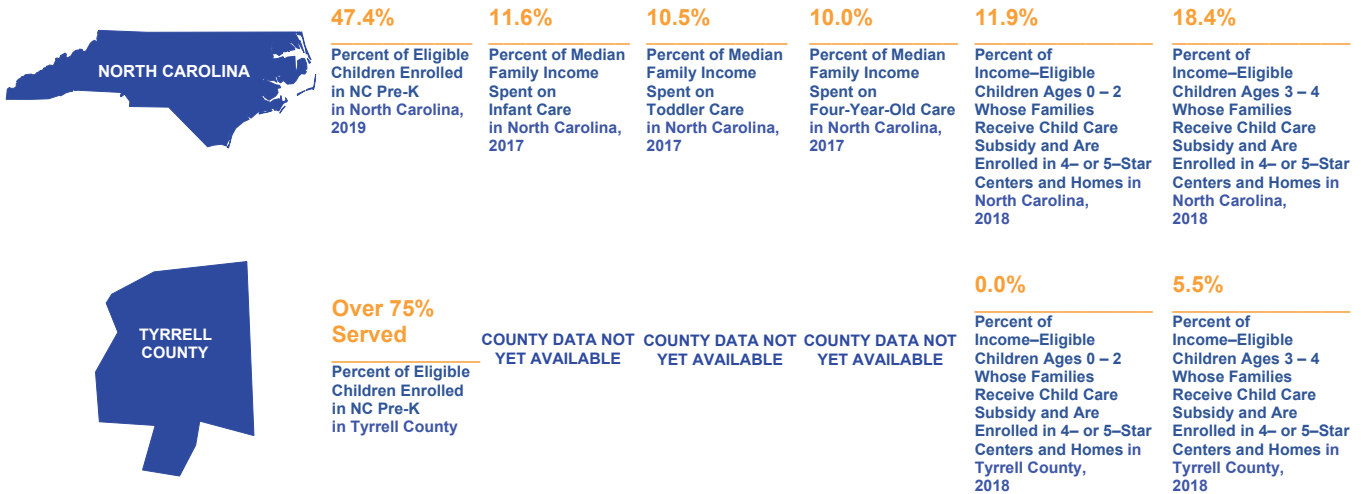 NORTH CAROLINA
47.4%
Percent of Eligible
Children Enrolled
in NC Pre-K
in North Carolina,
2019
11.6%
Percent of Median
Family Income
Spent on
Infant Care
in North Carolina,
2017
10.5%
Percent of Median
Family Income
Spent on
Toddler Care
in North Carolina,
2017
10.0%
Percent of Median
Family Income
Spent on
Four-Year-Old Care
in North Carolina,
2017
11.9%
Percent of
Income–Eligible
Children Ages 0 – 2
Whose Families
Receive Child Care
Subsidy and Are
Enrolled in 4– or 5–Star
Centers and Homes in
North Carolina,
2018
18.4%
Percent of
Income–Eligible
Children Ages 3 – 4
Whose Families
Receive Child Care
Subsidy and Are
Enrolled in 4– or 5–Star
Centers and Homes in
North Carolina,
2018
TYRRELL
COUNTY
Over 75%
Served
Percent of Eligible
Children Enrolled
in NC Pre-K
in Tyrrell County
COUNTY DATA NOT
YET AVAILABLE
COUNTY DATA NOT
YET AVAILABLE
COUNTY DATA NOT
YET AVAILABLE
0.0%
Percent of
Income–Eligible
Children Ages 0 – 2
Whose Families
Receive Child Care
Subsidy and Are
Enrolled in 4– or 5–Star
Centers and Homes in
Tyrrell County,
2018
5.5%
Percent of
Income–Eligible
Children Ages 3 – 4
Whose Families
Receive Child Care
Subsidy and Are
Enrolled in 4– or 5–Star
Centers and Homes in
Tyrrell County,
2018